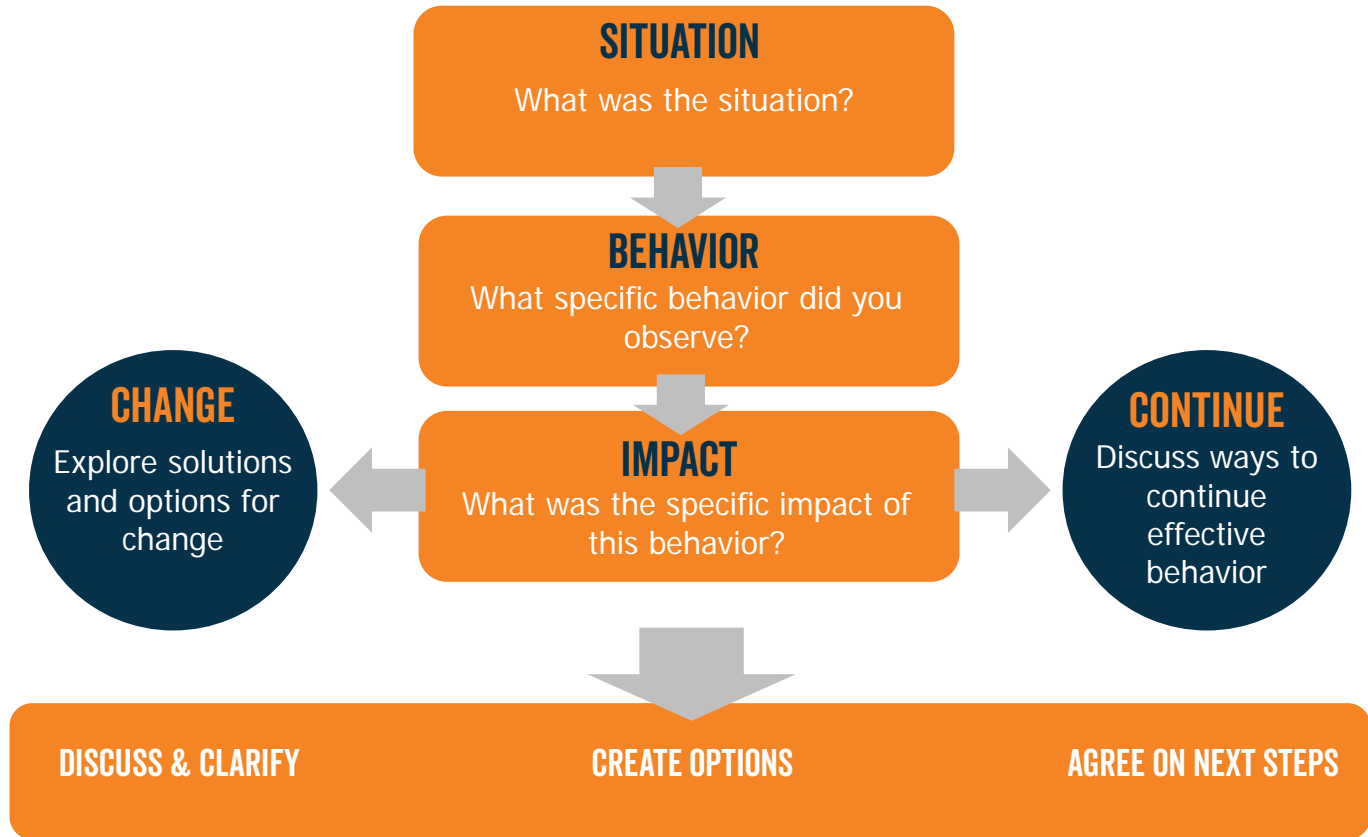 SITUATION
What was the situation?
BEHAVIOR
What specific behavior did you
observe?
IMPACT
What was the specific impact of
this behavior?
CHANGE
Explore solutions
and options for
change
CONTINUE
Discuss ways to
continue
effective
behavior
DISCUSS & CLARIFY
CREATE OPTIONS
AGREE ON NEXT STEPS